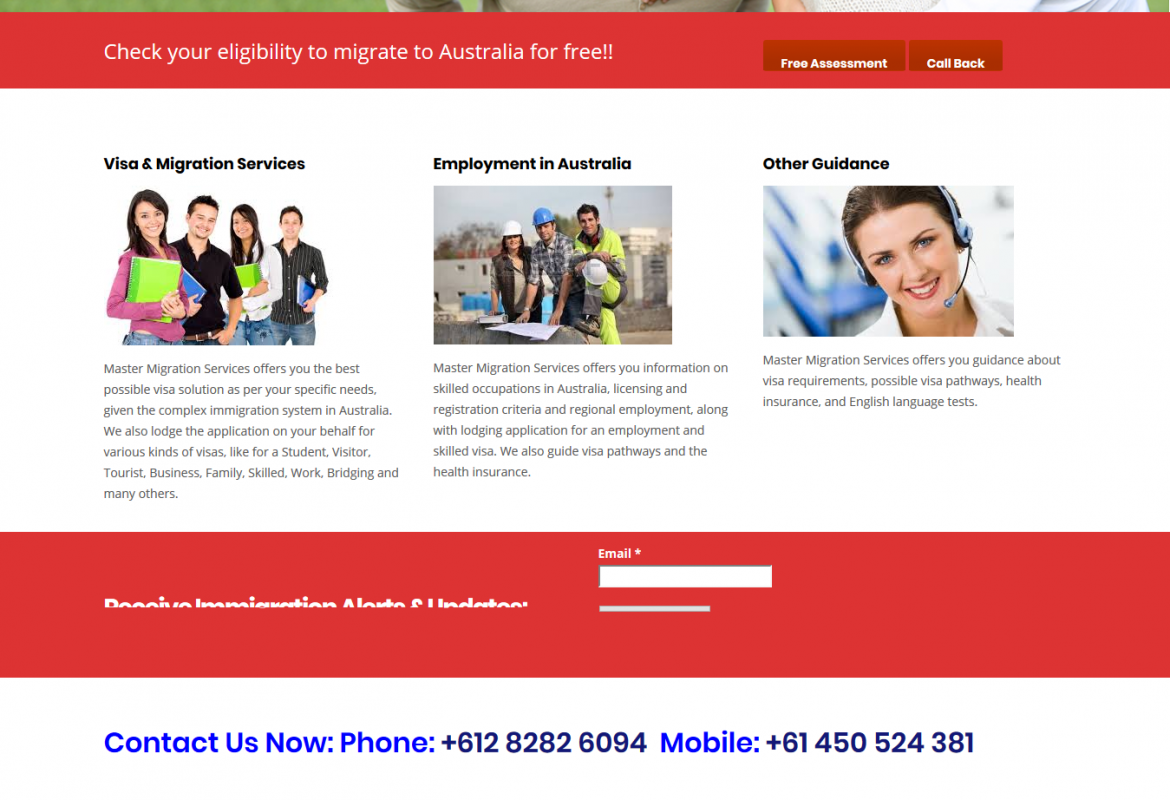 Check your eligibility to migrate to Australia for free!!
Free Assessment
Call Back
Visa & Migration Services
Master Migration Services offers you the best
possible visa solution as per your specific needs,
given the complex immigration system in Australia.
We also lodge the application on your behalf for
various kinds of visas, like for a Student, Visitor,
Tourist, Business, Family, Skilled, Work, Bridging and
many others.
Employment in Australia
Master Migration Services offers you information on
skilled occupations in Australia, licensing and
registration criteria and regional employment, along
with lodging application for an employment and
skilled visa. We also guide visa pathways and the
health insurance.
Other Guidance
Master Migration Services offers you guidance about
visa requirements, possible visa pathways, health
insurance, and English language tests.
Receive Immigration Alerts & Updates:
Email *
Contact Us Now: Phone: +612 8282 6094 Mobile: +61 450 524 381